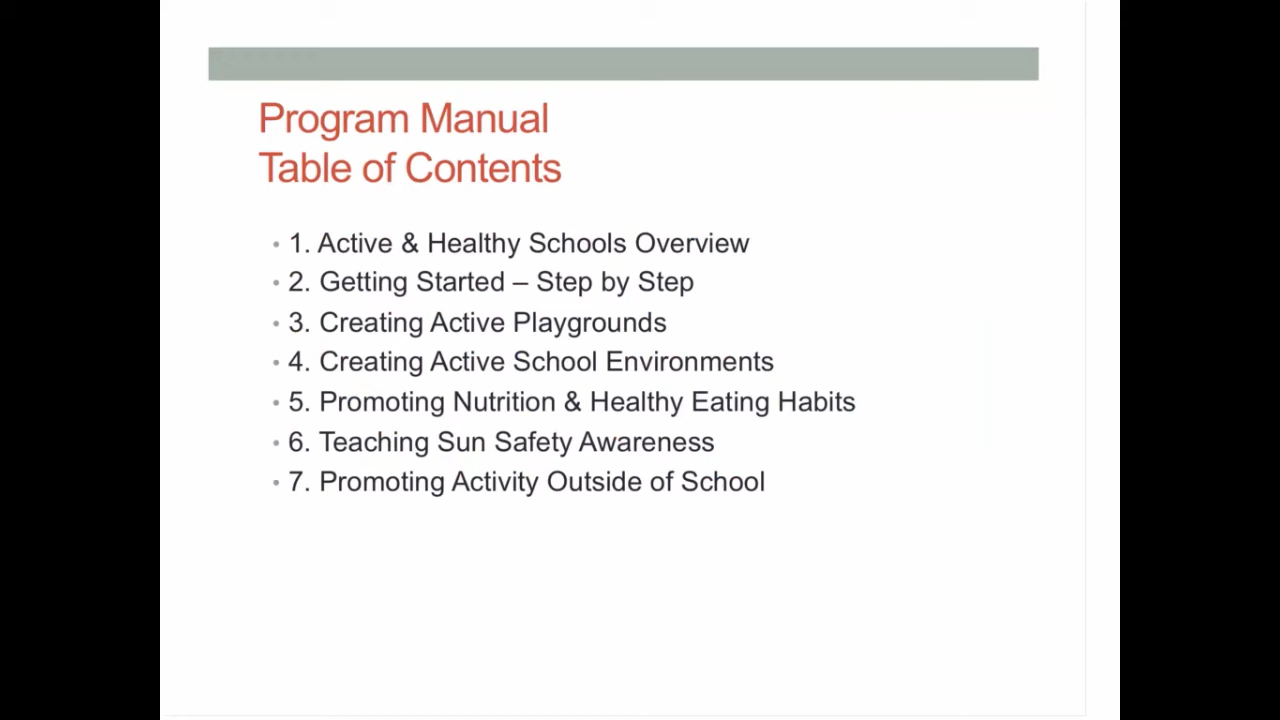 Program Manual
Table of Contents
• 1. Active & Healthy Schools Overview
• 2. Getting Started – Step by Step
• 3. Creating Active Playgrounds
• 4. Creating Active School Environments
• 5. Promoting Nutrition & Healthy Eating Habits
• 6. Teaching Sun Safety Awareness
• 7. Promoting Activity Outside of School